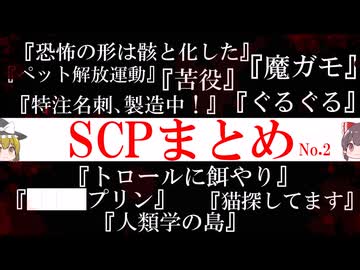 『恐怖の形は骸と化した』
『ペット解放運動』『苦役』『魔ガモ』
『特注名刺、製造中！』『ぐるぐる』
SCPまとめ No.2
『トロールに餌やり』
『████プリン』『猫探してます』
『人類学の島』